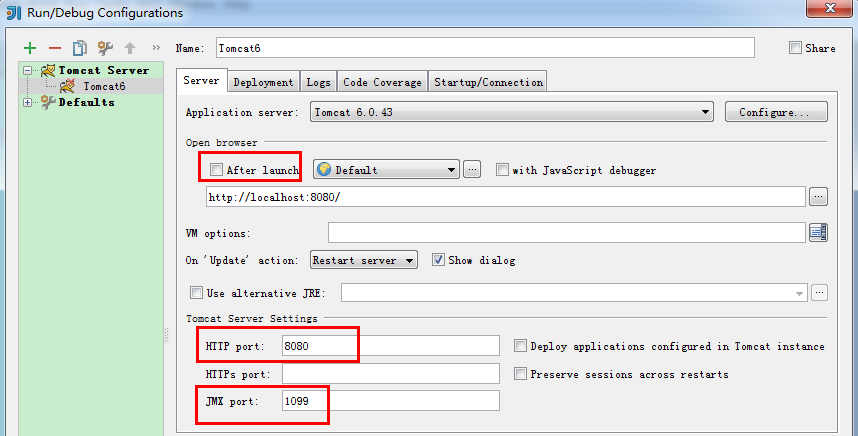 Run/Debug Configurations
Name: Tomcat6 Share
Tomcat Server
Tomcat6
Defaults
Server Deployment Logs Code Coverage Startup/Connection
Application server: Tomcat 6.0.43 Configure...
Open browser
After launch Default ... with JavaScript debugger
http://localhost:8080/ ...
VM options:
On 'Update' action: Restart server Show dialog
Use alternative JRE: ...
Tomcat Server Settings
HTTP port: 8080 Deploy applications configured in Tomcat instance
HTTPs port: Preserve sessions across restarts
JMX port: 1099